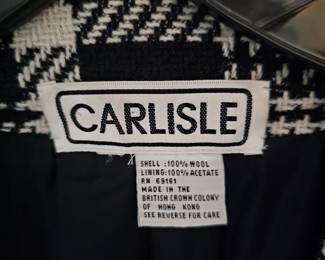 CARLISLE
SHELL :100% WOOL
LINING:100% ACETATE
RN 69161
MADE IN THE
BRITISH CROWN COLONY
OF HONG KONG
SEE REVERSE FOR CARE